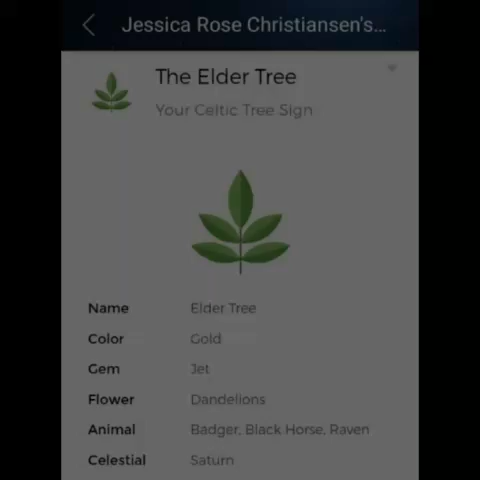 Jessica Rose Christiansen's...
The Elder Tree
Your Celtic Tree Sign
Name Elder Tree
Color Gold
Gem Jet
Flower Dandelions
Animal Badger, Black Horse, Raven
Celestial Saturn